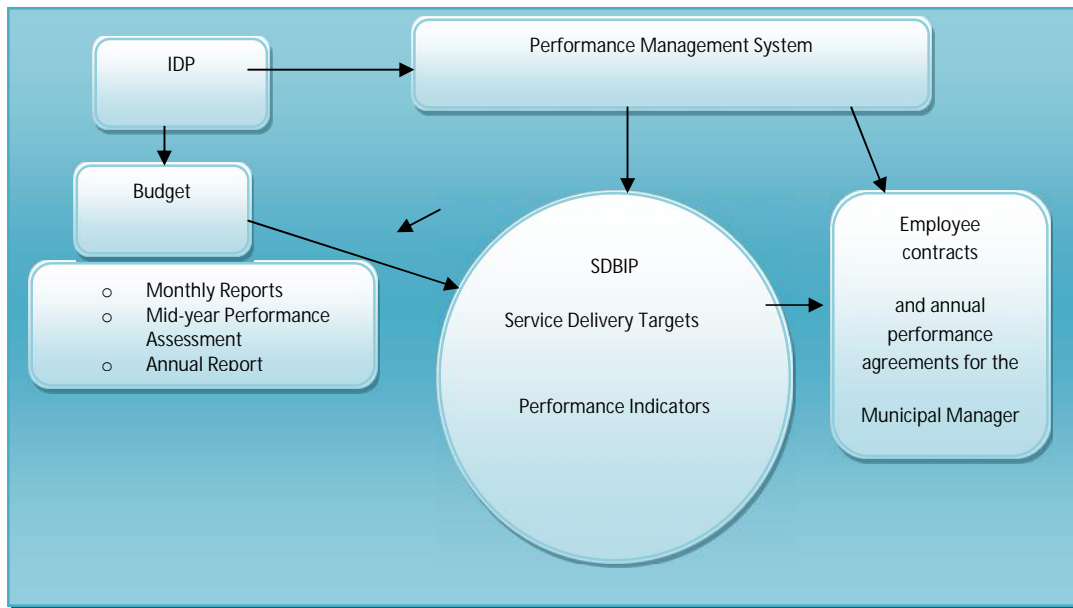 IDP
Performance Management System
Budget
o Monthly Reports
o Mid-year Performance
Assessment
o Annual Report
SDBIP
Service Delivery Targets
Performance Indicators
Employee
contracts
and annual
performance
agreements for the
Municipal Manager